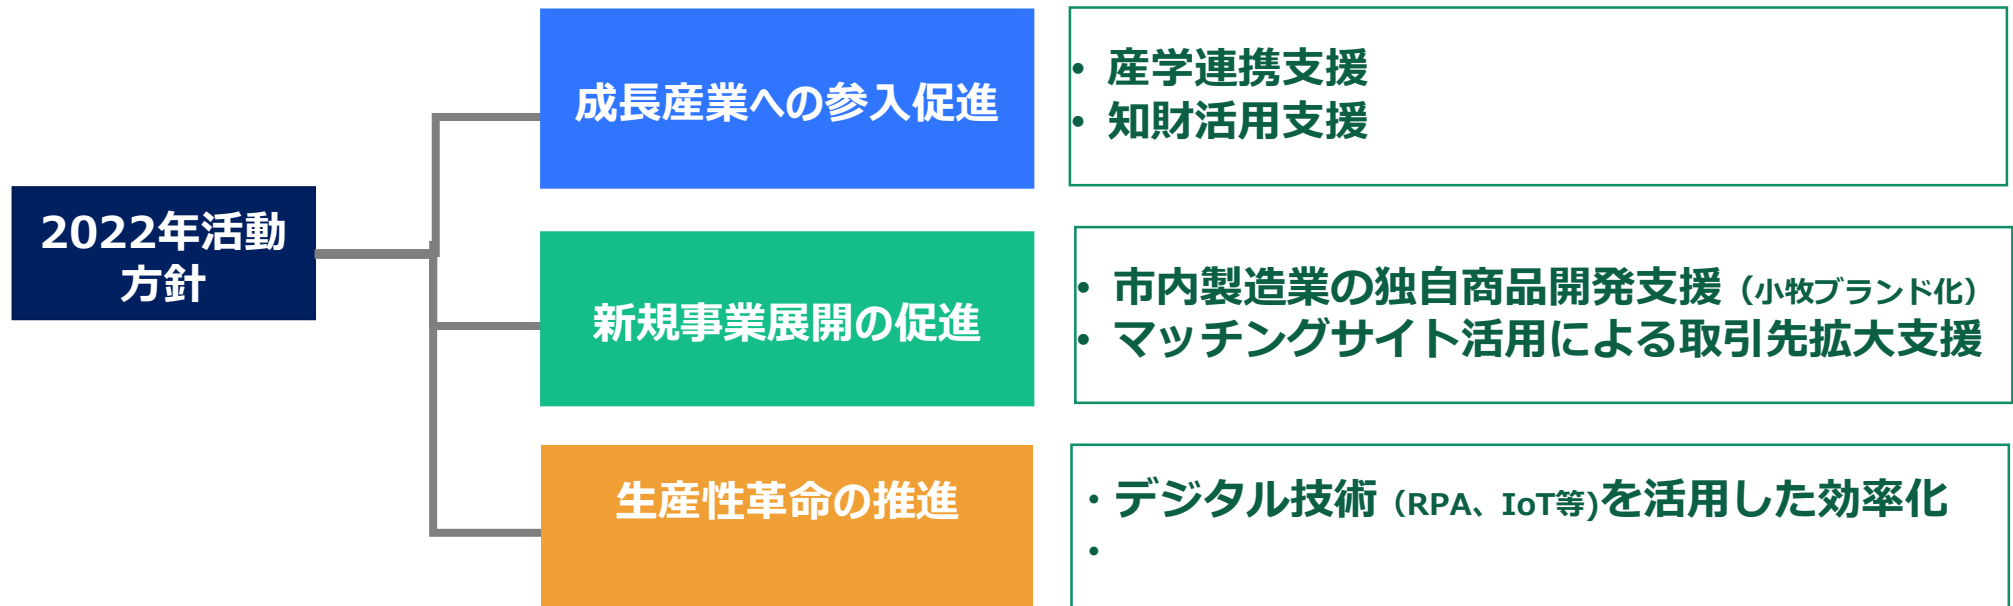 2022年活動
方針
成長産業への参入促進
• 産学連携支援
• 知財活用支援
新規事業展開の促進
• 市内製造業の独自商品開発支援（小牧ブランド化）
• マッチングサイト活用による取引先拡大支援
生産性革命の推進
・デジタル技術（RPA、IoT等)を活用した効率化
・